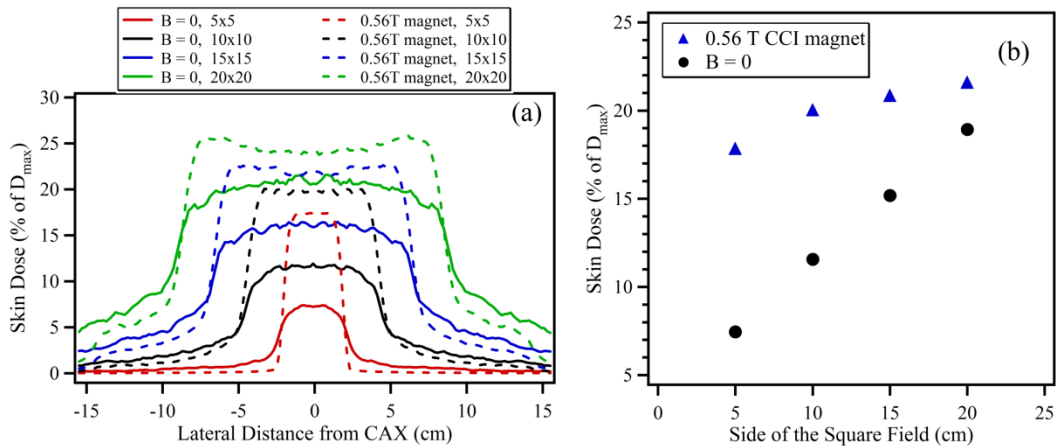 B = 0, 5x5
0.56T magnet, 5x5
B = 0, 10x10
0.56T magnet, 10x10
B = 0, 15x15
0.56T magnet, 15x15
B = 0, 20x20
0.56T magnet, 20x20
(a)
30
25
20
15
10
5
0
Skin Dose (% of Dmax)
-15 -10 -5 0 5 10 15
Lateral Distance from CAX (cm)
0.56 T CCI magnet
B = 0
(b)
25
20
15
10
5
Skin Dose (% of Dmax)
0 5 10 15 20 25
Side of the Square Field (cm)